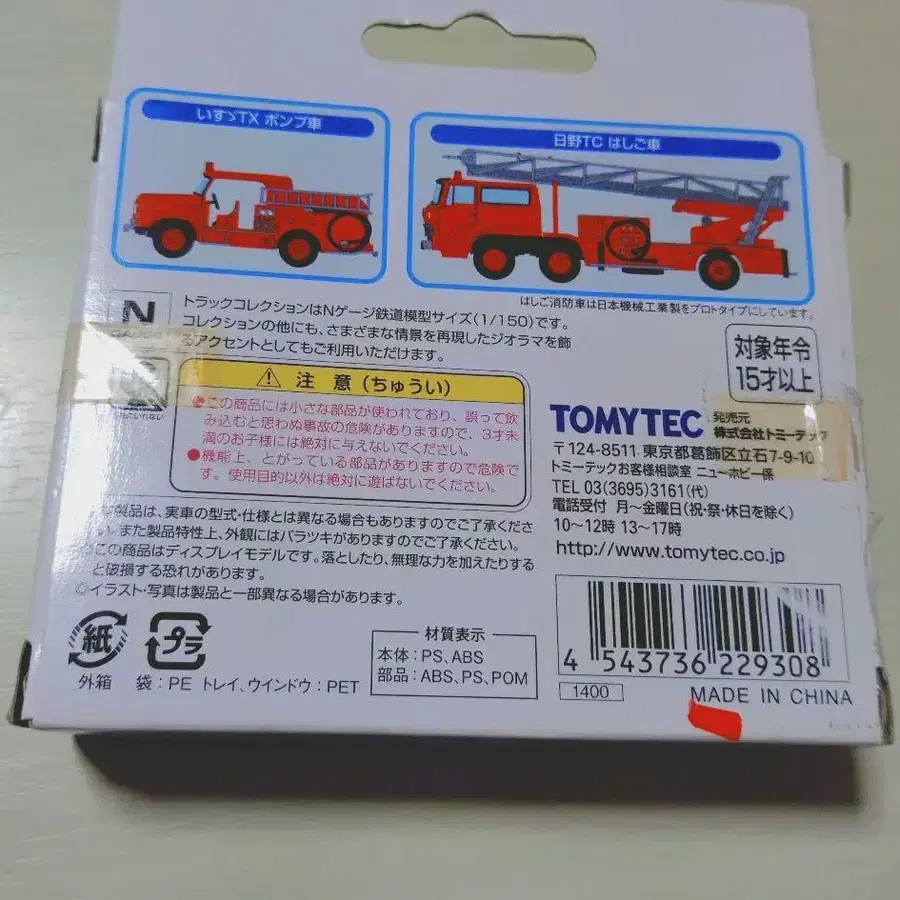 いすゞTX ポンプ車
日野TC はしご車
はしご消防車は日本機械工業製をプロトタイプにしています。
N
トラックコレクションはNゲージ鉄道模型サイズ(1/150)です。
コレクションの他にも、さまざまな情景を再現したジオラマを飾
るアクセントとしてもご利用いただけます。
対象年令
15才以上
注 意 (ちゅうい)
●この商品には小さな部品が使われており、誤って飲
み込むと思わぬ事故の危険がありますので、3才未
満のお子様には絶対に与えないでください。
●機能上、とがっている部品がありますので危険で
す。使用目的以外は絶対に遊ばないでください。
TOMYTEC
発売元
株式会社トミーテック
〒124-8511 東京都葛飾区立石7-9-10
トミーテックお客様相談室 ニューホビー係
TEL 03(3695)3161(代)
電話受付 月~金曜日(祝・祭・休日を除く)
10~12時 13~17時
http://www.tomytec.co.jp
製品は、実車の型式・仕様とは異なる場合もありますのでご了承くださ
い。また製品特性上、外観にはバラツキがありますのでご了承ください。
この商品はディスプレイモデルです。落としたり、無理な力を加えたりする
と破損する恐れがあります。
◎イラスト・写真は製品と一部異なる場合があります。
紙
外箱
プラ
袋:PE トレイ、ウインドウ:PET
材質表示
本体:PS、ABS
部品:ABS、PS、POM
4 543736 229308
1400
MADE IN CHINA